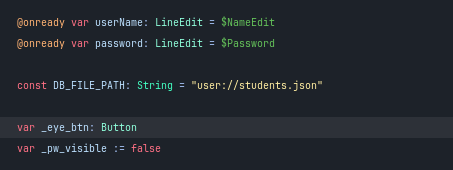 @onready var userName: LineEdit = $NameEdit
@onready var password: LineEdit = $Password
const DB_FILE_PATH: String = "user://students.json"
var _eye_btn: Button
var _pw_visible := false